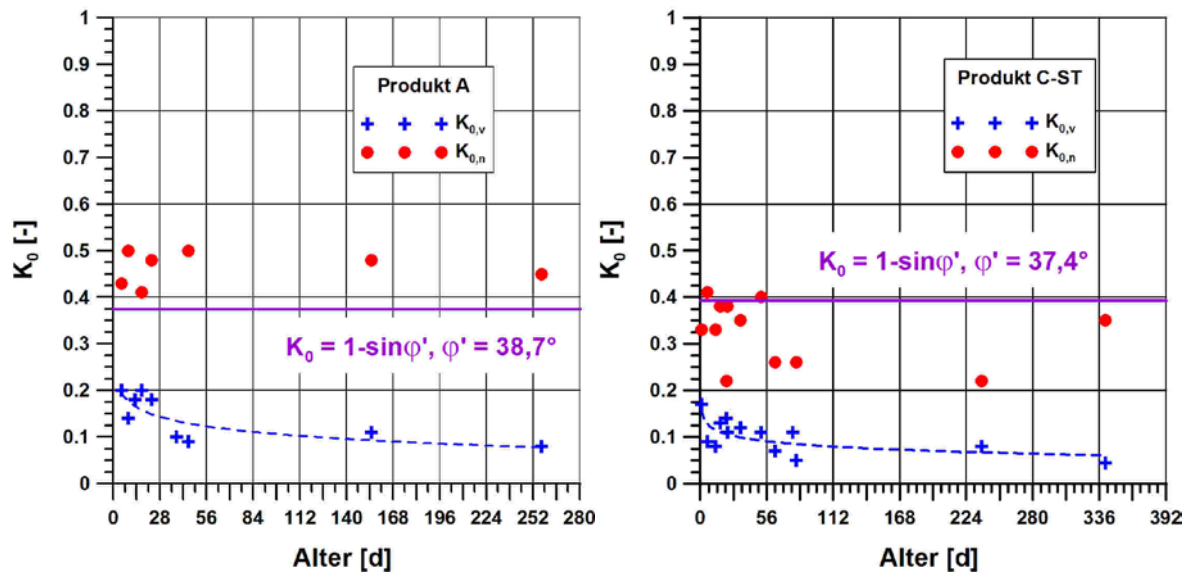 1
0.9
0.8
0.7
0.6
0.5
0.4
0.3
0.2
0.1
0
K0 [-]
Produkt A
K0,v
K0,n
K0 = 1-sinφ', φ' = 38,7°
0 28 56 84 112 140 168 196 224 252 280
Alter [d]
1
0.9
0.8
0.7
0.6
0.5
0.4
0.3
0.2
0.1
0
K0 [-]
Produkt C-ST
K0,v
K0,n
K0 = 1-sinφ', φ' = 37,4°
0 56 112 168 224 280 336 392
Alter [d]